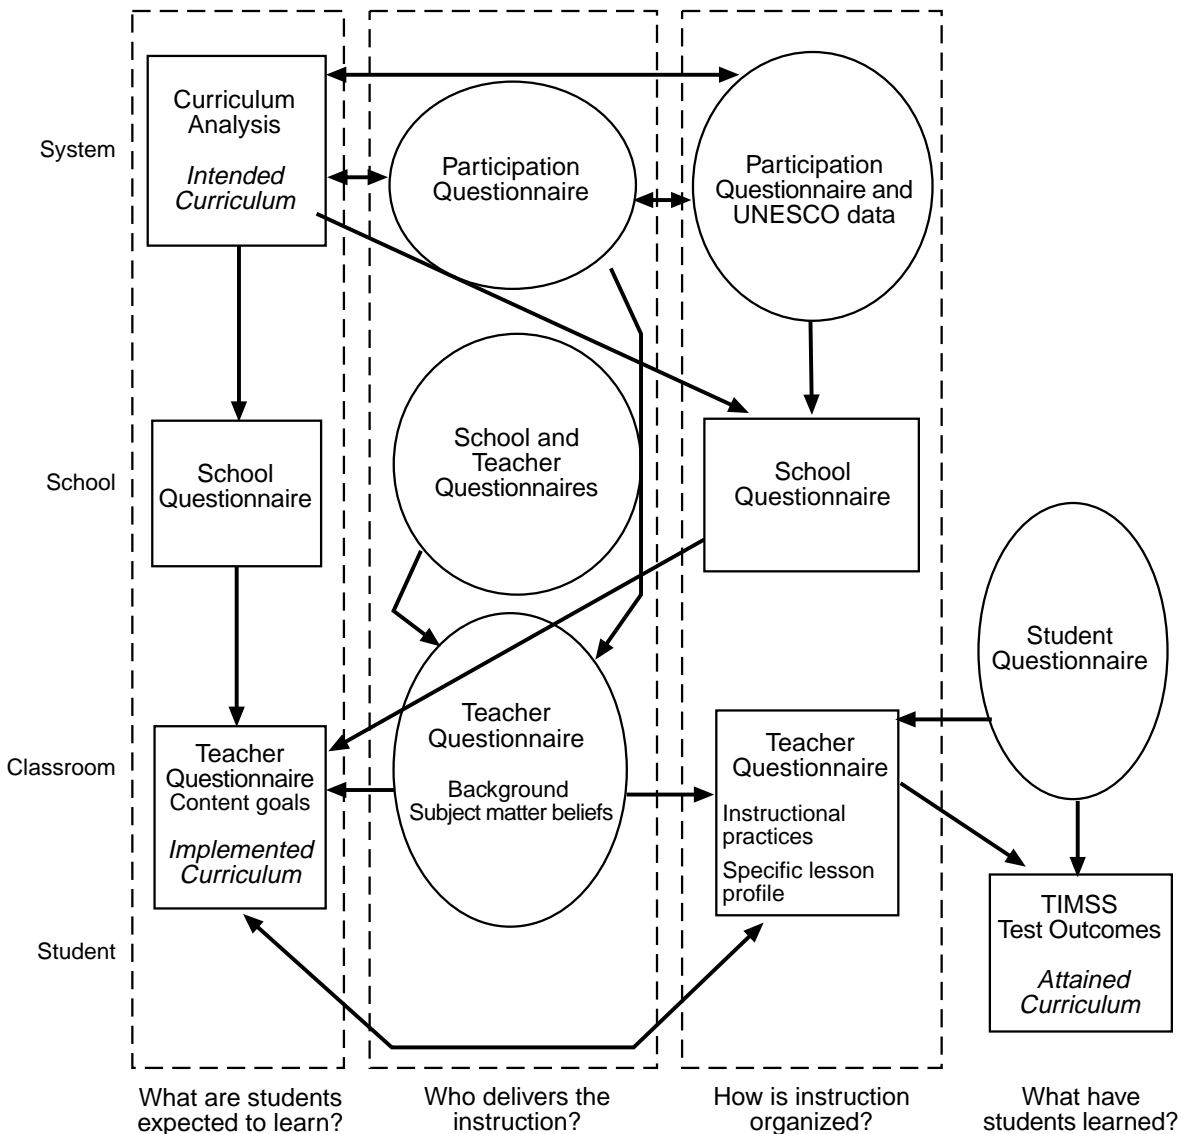 System
Curriculum
Analysis
Intended
Curriculum
Participation
Questionnaire
Participation
Questionnaire and
UNESCO data
School
School
Questionnaire
School and
Teacher
Questionnaires
School
Questionnaire
Student
Questionnaire
Classroom
Teacher
Questionnaire
Content goals
Implemented
Curriculum
Teacher
Questionnaire
Background
Subject matter beliefs
Teacher
Questionnaire
Instructional
practices
Specific lesson
profile
Student
TIMSS
Test Outcomes
Attained
Curriculum
What are students
expected to learn?
Who delivers the
instruction?
How is instruction
organized?
What have
students learned?